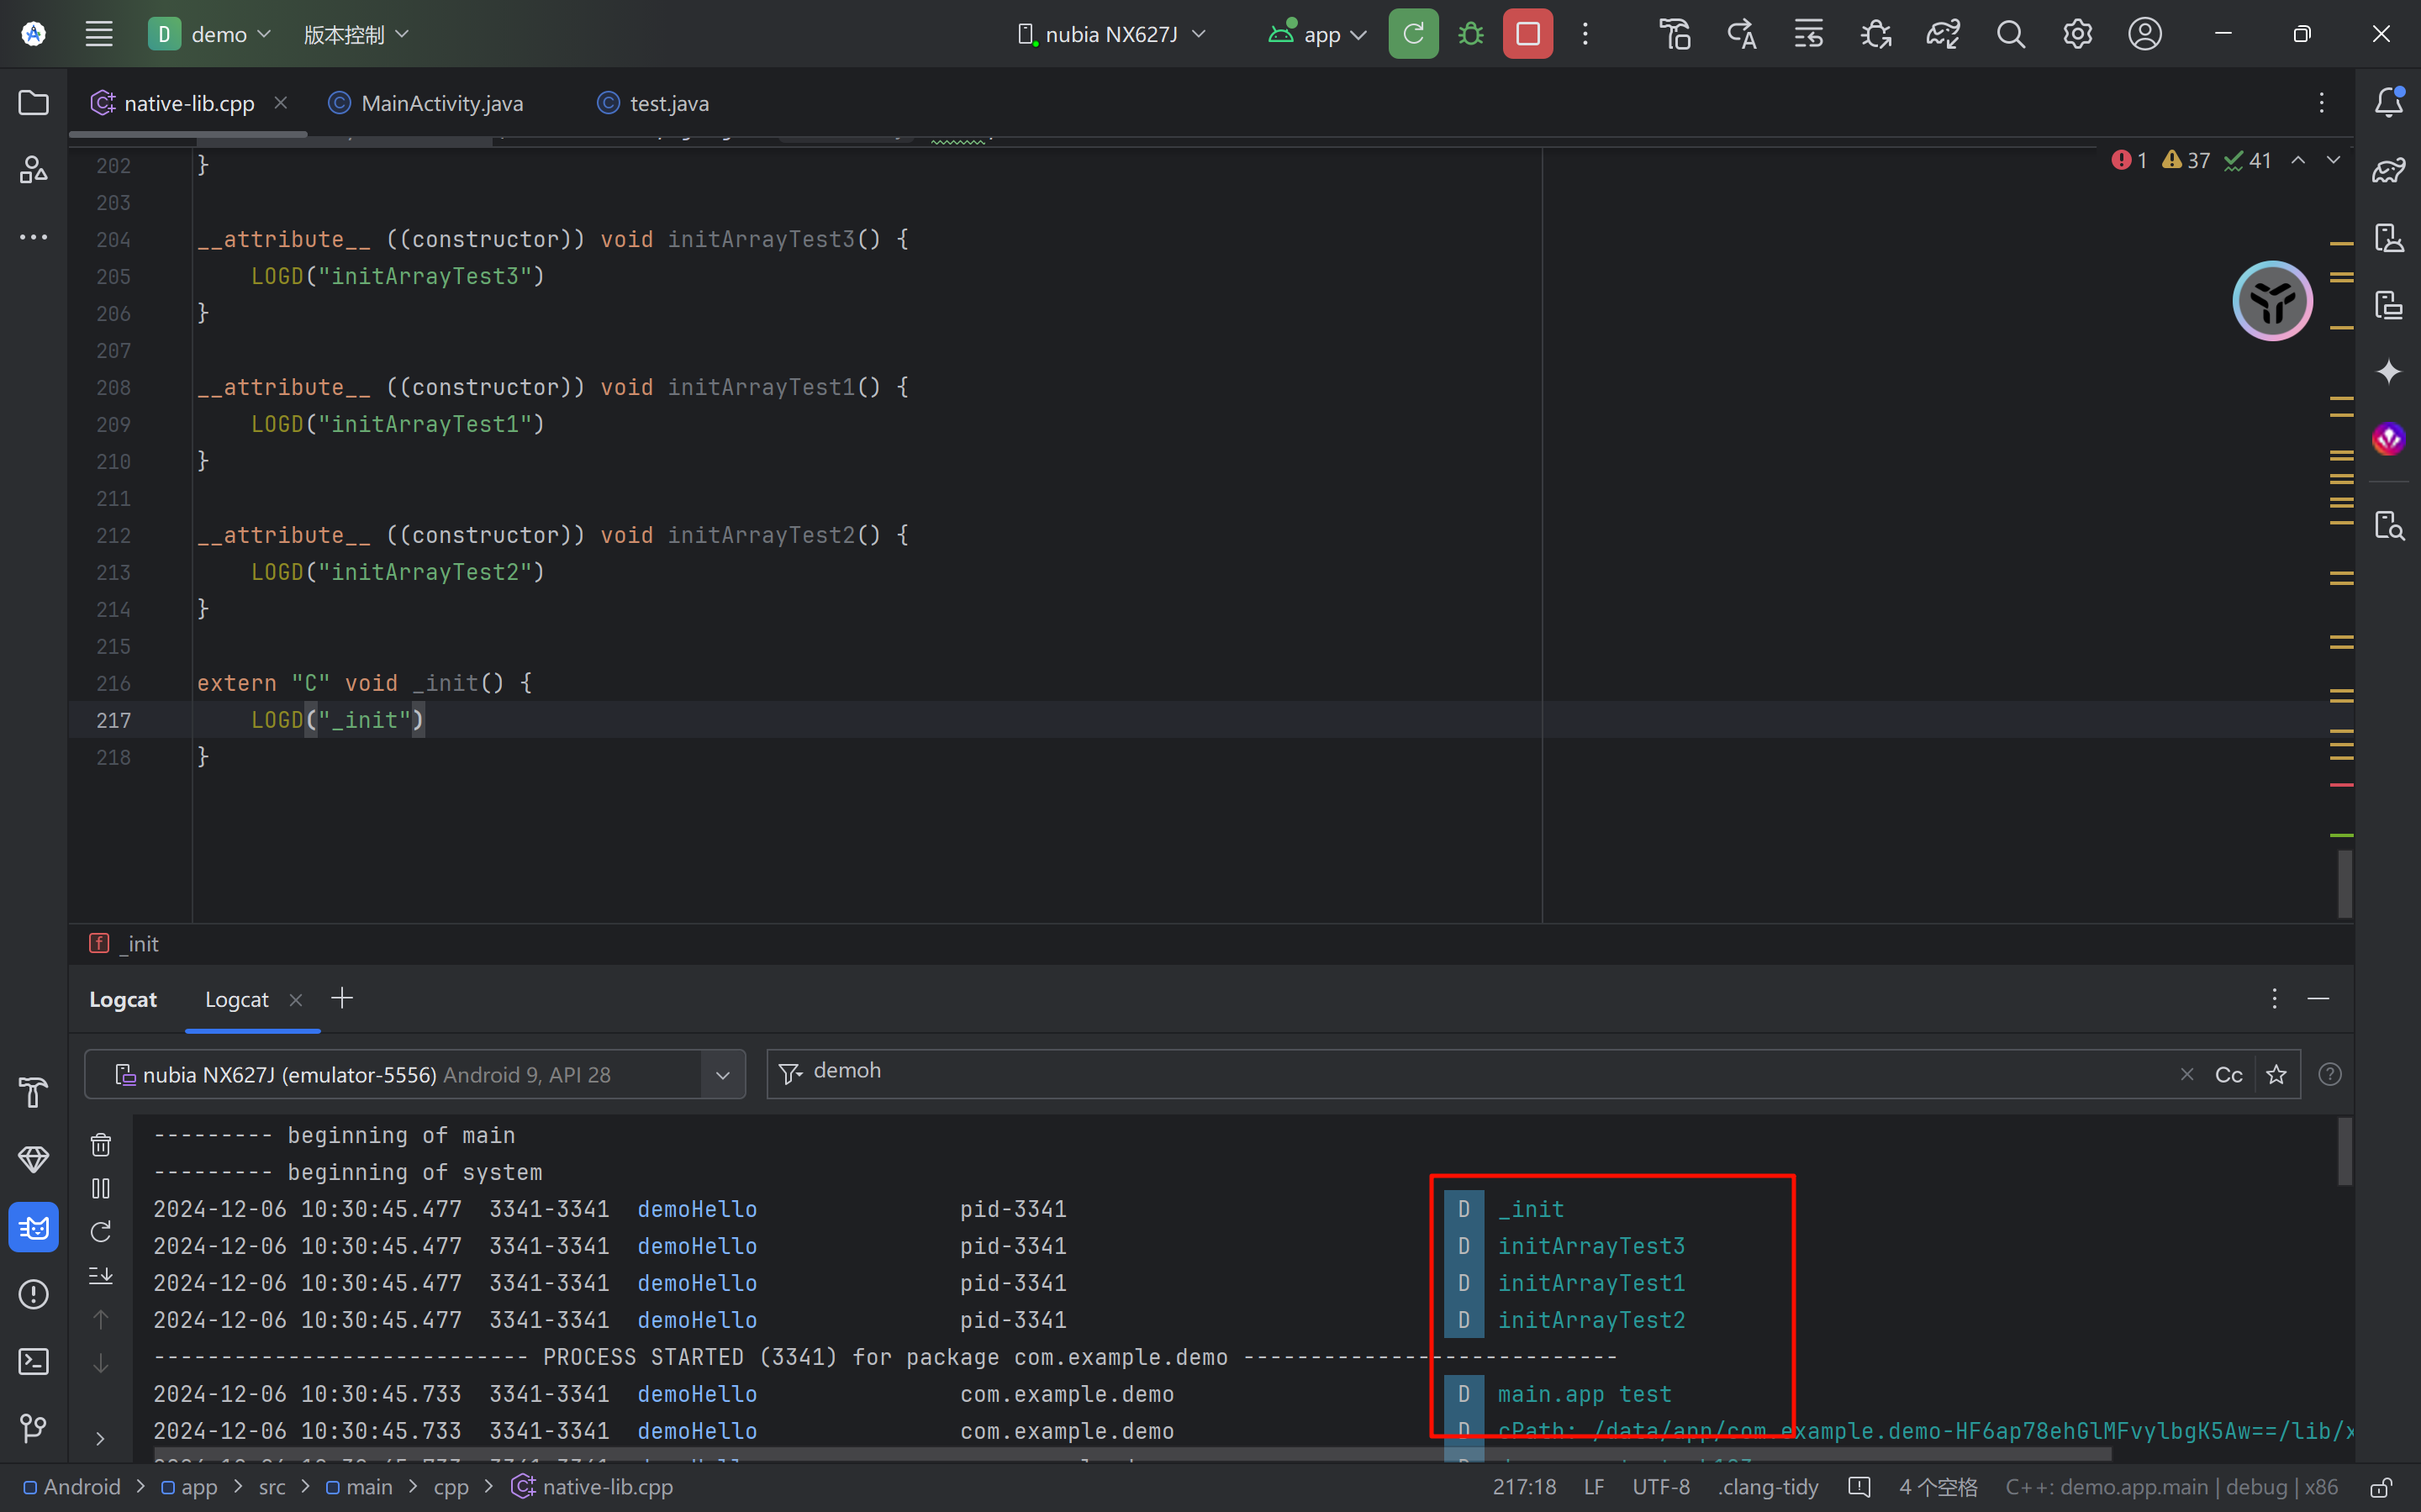 D demo 版本控制 nubia NX627J app
native-lib.cpp MainActivity.java test.java
1 37 41
202 }
203
204 __attribute__ ((constructor)) void initArrayTest3() {
205 LOGD("initArrayTest3")
206 }
207
208 __attribute__ ((constructor)) void initArrayTest1() {
209 LOGD("initArrayTest1")
210 }
211
212 __attribute__ ((constructor)) void initArrayTest2() {
213 LOGD("initArrayTest2")
214 }
215
216 extern "C" void _init() {
217 LOGD("_init")
218 }
f _init
Logcat Logcat
nubia NX627J (emulator-5556) Android 9, API 28 demoh Cc
--------- beginning of main
--------- beginning of system
2024-12-06 10:30:45.477 3341-3341 demoHello pid-3341 D _init
2024-12-06 10:30:45.477 3341-3341 demoHello pid-3341 D initArrayTest3
2024-12-06 10:30:45.477 3341-3341 demoHello pid-3341 D initArrayTest1
2024-12-06 10:30:45.477 3341-3341 demoHello pid-3341 D initArrayTest2
---------------------------- PROCESS STARTED (3341) for package com.example.demo ----------------------------
2024-12-06 10:30:45.733 3341-3341 demoHello com.example.demo D main.app test
2024-12-06 10:30:45.733 3341-3341 demoHello com.example.demo D cPath: /data/app/com.example.demo-HF6ap78ehGlMFvylbgK5Aw==/lib/x
Android > app > src > main > cpp > native-lib.cpp 217:18 LF UTF-8 .clang-tidy 4 个空格 C++: demo.app.main | debug | x86